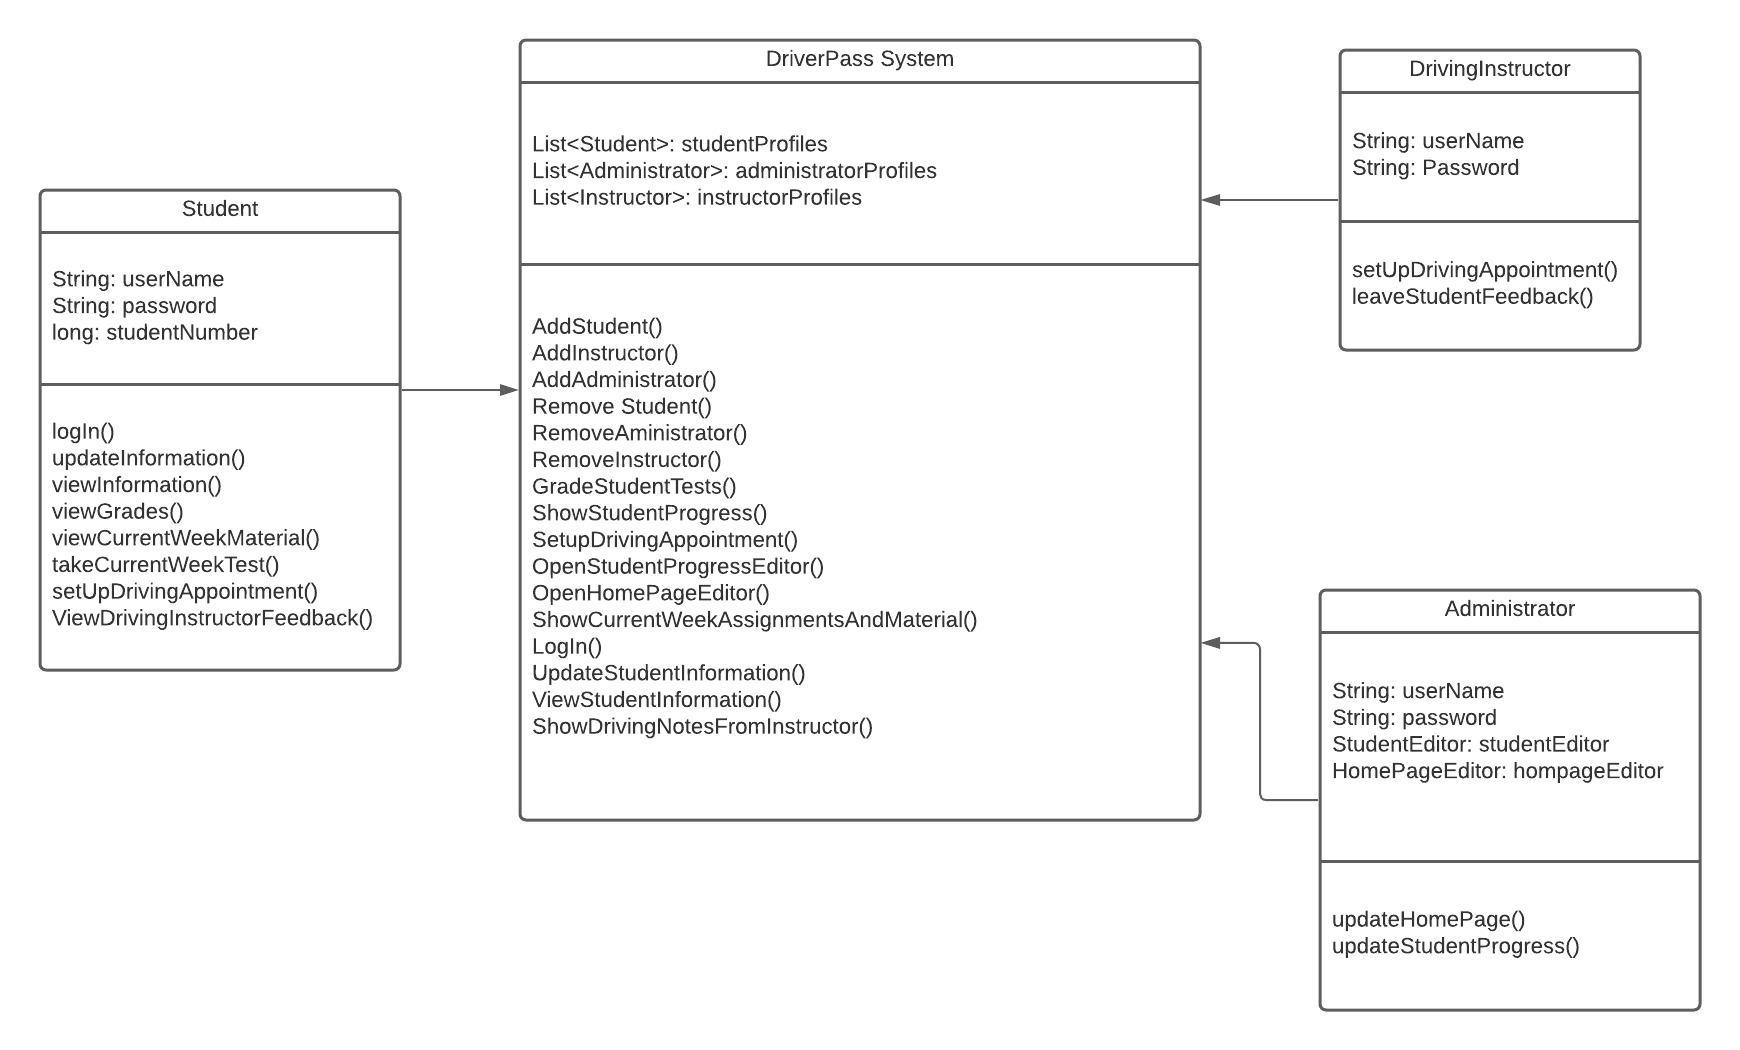 DriverPass System
List<Student>: studentProfiles
List<Administrator>: administratorProfiles
List<Instructor>: instructorProfiles
AddStudent()
AddInstructor()
AddAdministrator()
Remove Student()
RemoveAministrator()
RemoveInstructor()
GradeStudentTests()
ShowStudentProgress()
SetupDrivingAppointment()
OpenStudentProgressEditor()
OpenHomePageEditor()
ShowCurrentWeekAssignmentsAndMaterial()
LogIn()
UpdateStudentInformation()
ViewStudentInformation()
ShowDrivingNotesFromInstructor()
DrivingInstructor
String: userName
String: Password
setUpDrivingAppointment()
leaveStudentFeedback()
Student
String: userName
String: password
long: studentNumber
logIn()
updateInformation()
viewInformation()
viewGrades()
viewCurrentWeekMaterial()
takeCurrentWeekTest()
setUpDrivingAppointment()
ViewDrivingInstructorFeedback()
Administrator
String: userName
String: password
StudentEditor: studentEditor
HomePageEditor: hompageEditor
updateHomePage()
updateStudentProgress()